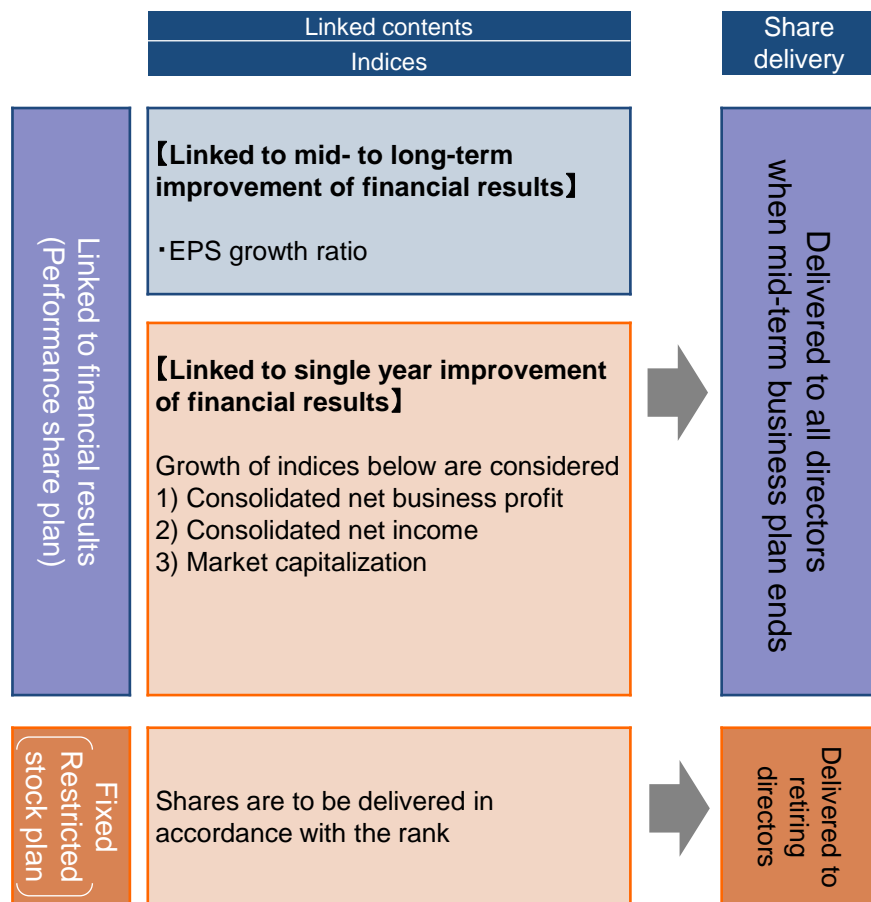 Linked contents
Indices
Share
delivery
Linked to financial results
(Performance share plan)
【Linked to mid- to long-term
improvement of financial results】
・EPS growth ratio
【Linked to single year improvement
of financial results】
Growth of indices below are considered
1) Consolidated net business profit
2) Consolidated net income
3) Market capitalization
Delivered to all directors
when mid-term business plan ends
Fixed
(Restricted
stock plan)
Shares are to be delivered in
accordance with the rank
Delivered to
retiring
directors